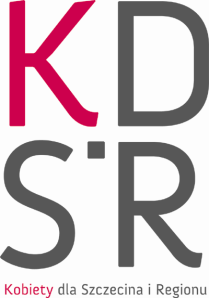 KD
S·R
Kobiety dla Szczecina i Regionu